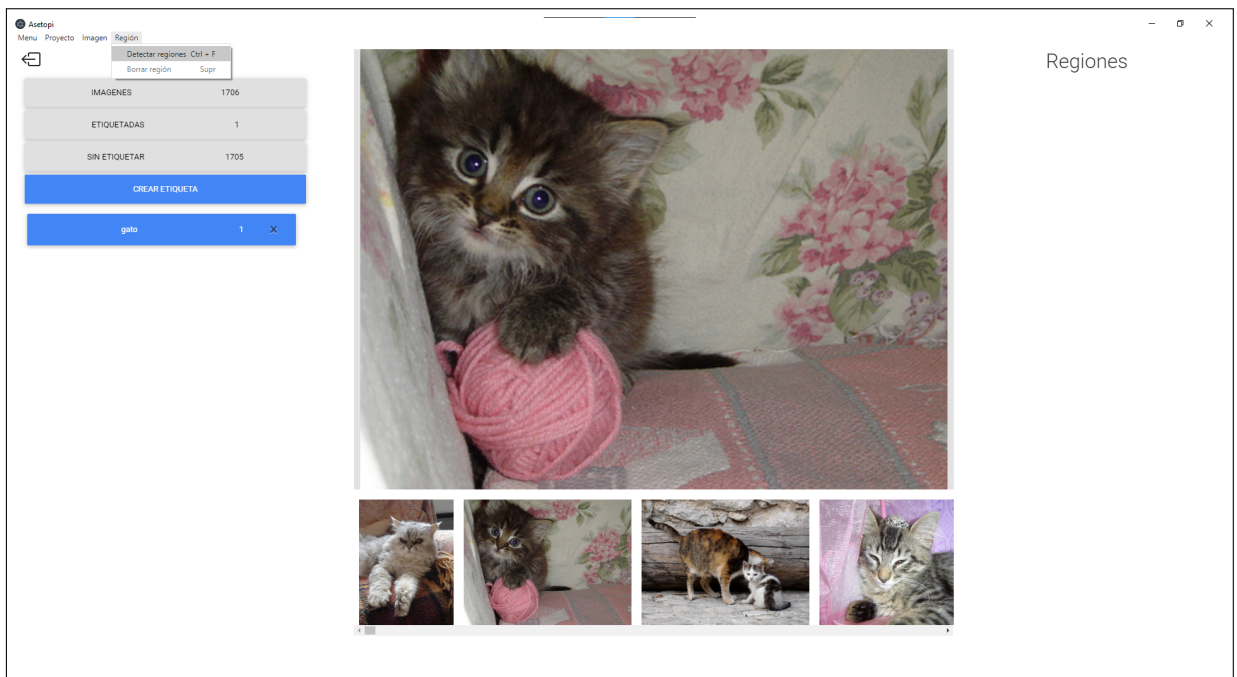 Asetopi
Menu Proyecto Imagen Región
Detectar regiones Ctrl + F
Borrar región Supr
Regiones
IMAGENES 1706
ETIQUETADAS 1
SIN ETIQUETAR 1705
CREAR ETIQUETA
gato 1 ×